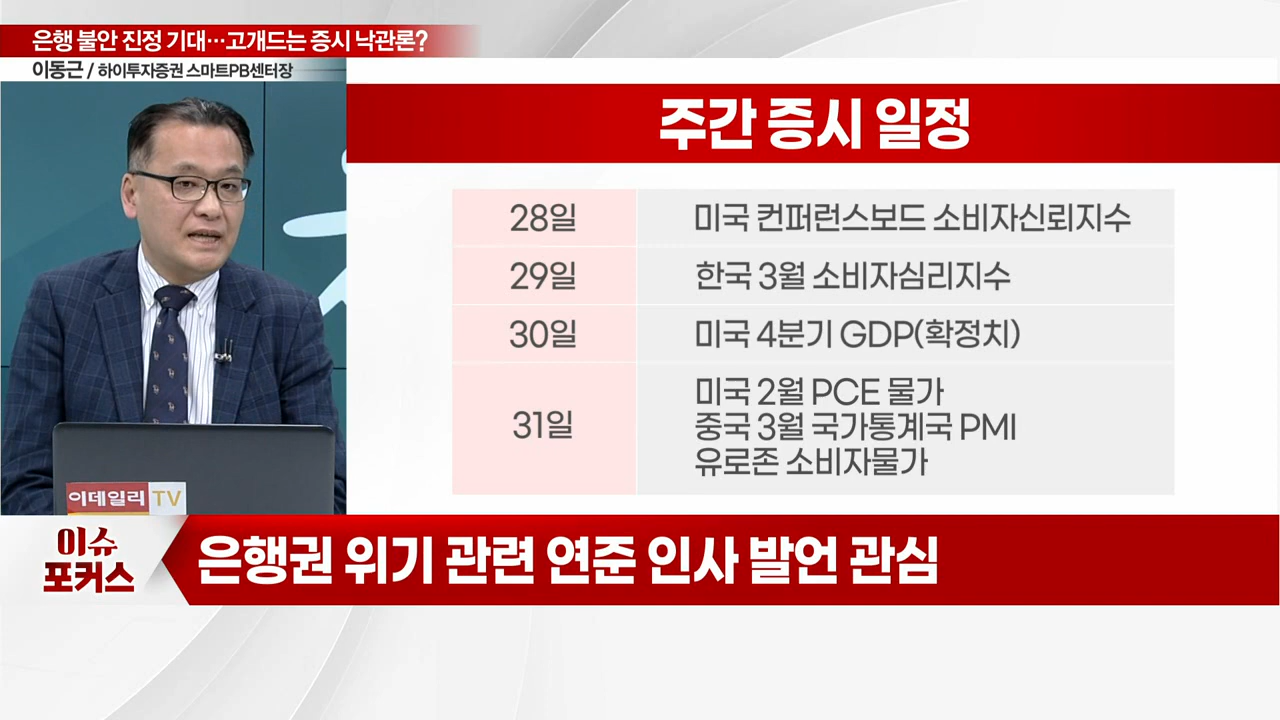 은행 불안 진정 기대…고개드는 증시 낙관론?
이동근 / 하이투자증권 스마트PB센터장
주간 증시 일정
28일 미국 컨퍼런스보드 소비자신뢰지수
29일 한국 3월 소비자심리지수
30일 미국 4분기 GDP(확정치)
31일 미국 2월 PCE 물가
중국 3월 국가통계국 PMI
유로존 소비자물가
이데일리 TV
이슈
포커스
은행권 위기 관련 연준 인사 발언 관심